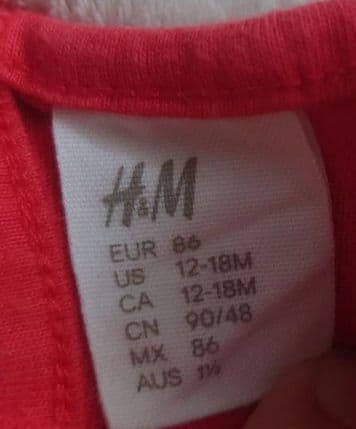 H&M
EUR 86
US 12-18M
CA 12-18M
CN 90/48
MX 86
AUS 1½